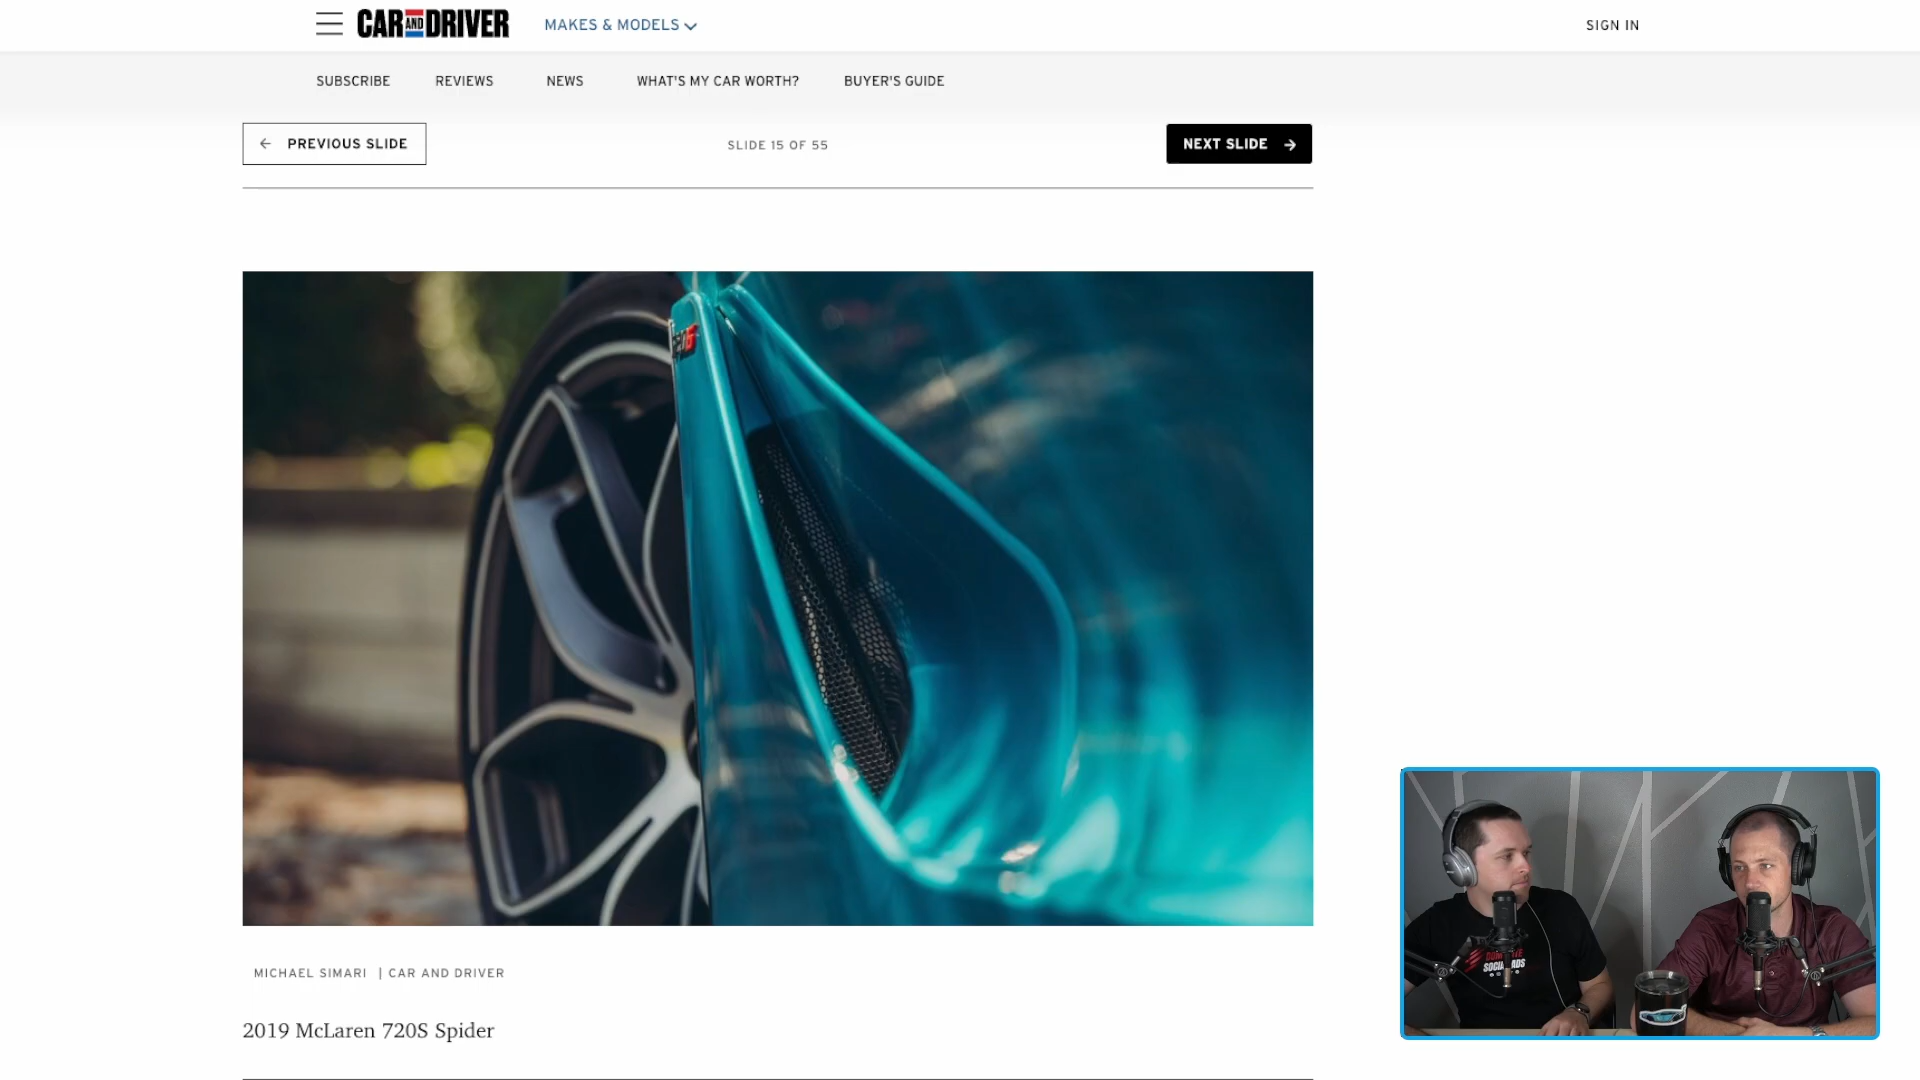 CAR AND DRIVER
MAKES & MODELS
SIGN IN
SUBSCRIBE
REVIEWS
NEWS
WHAT'S MY CAR WORTH?
BUYER'S GUIDE
PREVIOUS SLIDE
SLIDE 15 OF 55
NEXT SLIDE
MICHAEL SIMARI | CAR AND DRIVER
2019 McLaren 720S Spider